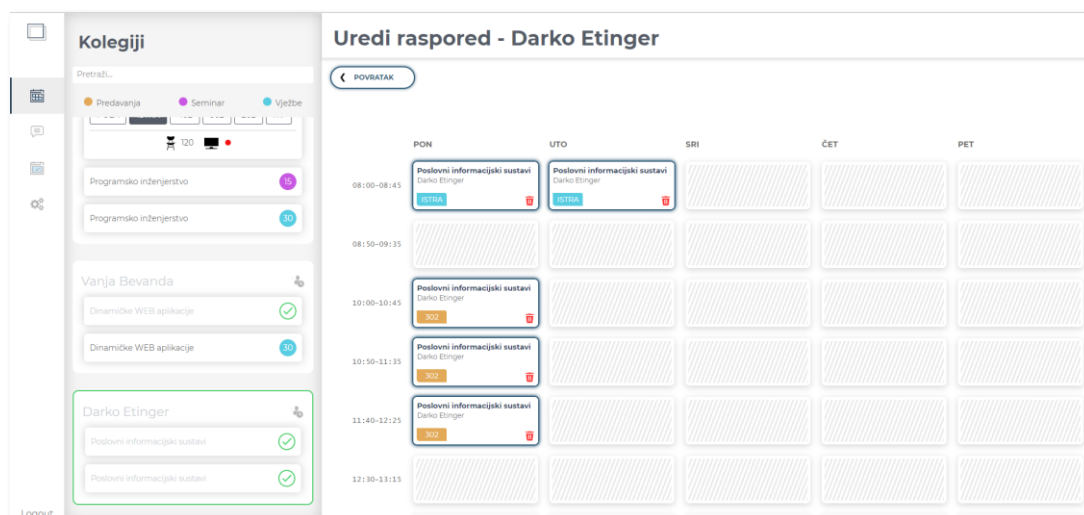 Kolegiji
Pretraži...
Predavanja Seminar Vježbe
120
Programsko inženjerstvo 15
Programsko inženjerstvo 30
Vanja Bevanda
Dinamičke WEB aplikacije
Dinamičke WEB aplikacije 30
Darko Etinger
Poslovni informacijski sustavi
Poslovni informacijski sustavi
Logout
Uredi raspored - Darko Etinger
POVRATAK
PON UTO SRI ČET PET
08:00-08:45
Poslovni informacijski sustavi
Darko Etinger
ISTRA
Poslovni informacijski sustavi
Darko Etinger
ISTRA
08:50-09:35
10:00-10:45
Poslovni informacijski sustavi
Darko Etinger
302
10:50-11:35
Poslovni informacijski sustavi
Darko Etinger
302
11:40-12:25
Poslovni informacijski sustavi
Darko Etinger
302
12:30-13:15